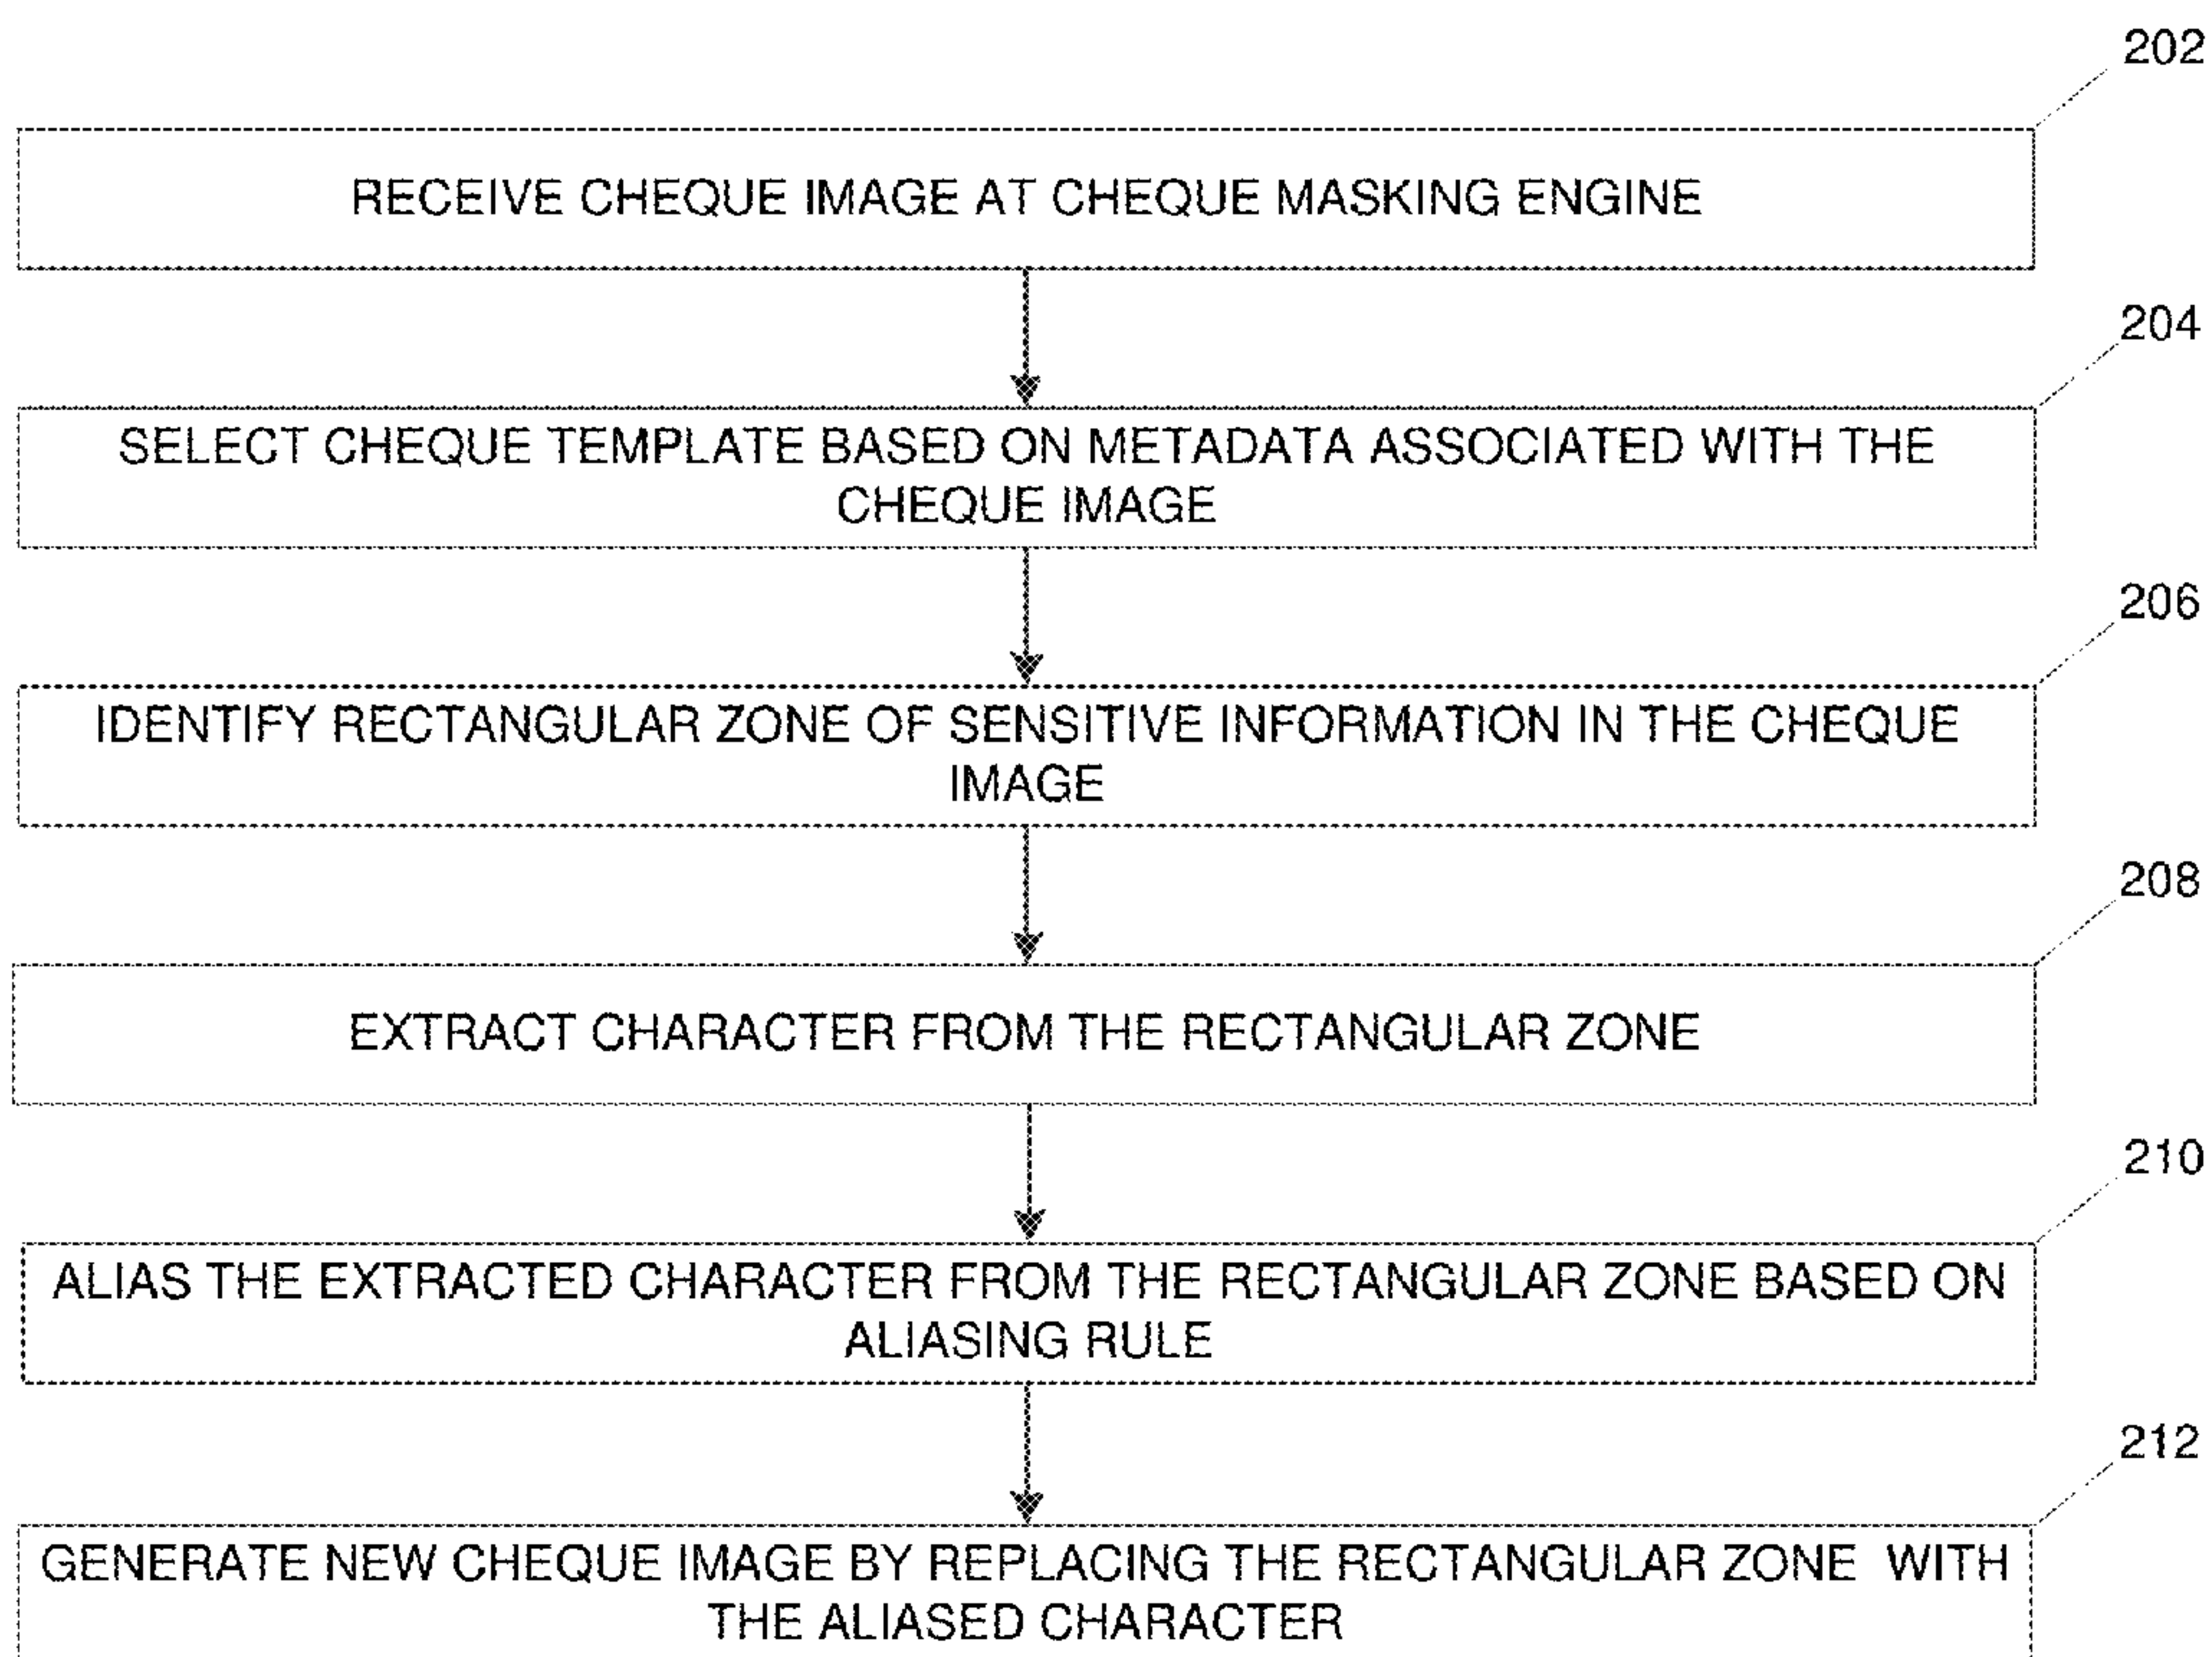 202
RECEIVE CHEQUE IMAGE AT CHEQUE MASKING ENGINE
204
SELECT CHEQUE TEMPLATE BASED ON METADATA ASSOCIATED WITH THE
CHEQUE IMAGE
206
IDENTIFY RECTANGULAR ZONE OF SENSITIVE INFORMATION IN THE CHEQUE
IMAGE
208
EXTRACT CHARACTER FROM THE RECTANGULAR ZONE
210
ALIAS THE EXTRACTED CHARACTER FROM THE RECTANGULAR ZONE BASED ON
ALIASING RULE
212
GENERATE NEW CHEQUE IMAGE BY REPLACING THE RECTANGULAR ZONE WITH
THE ALIASED CHARACTER